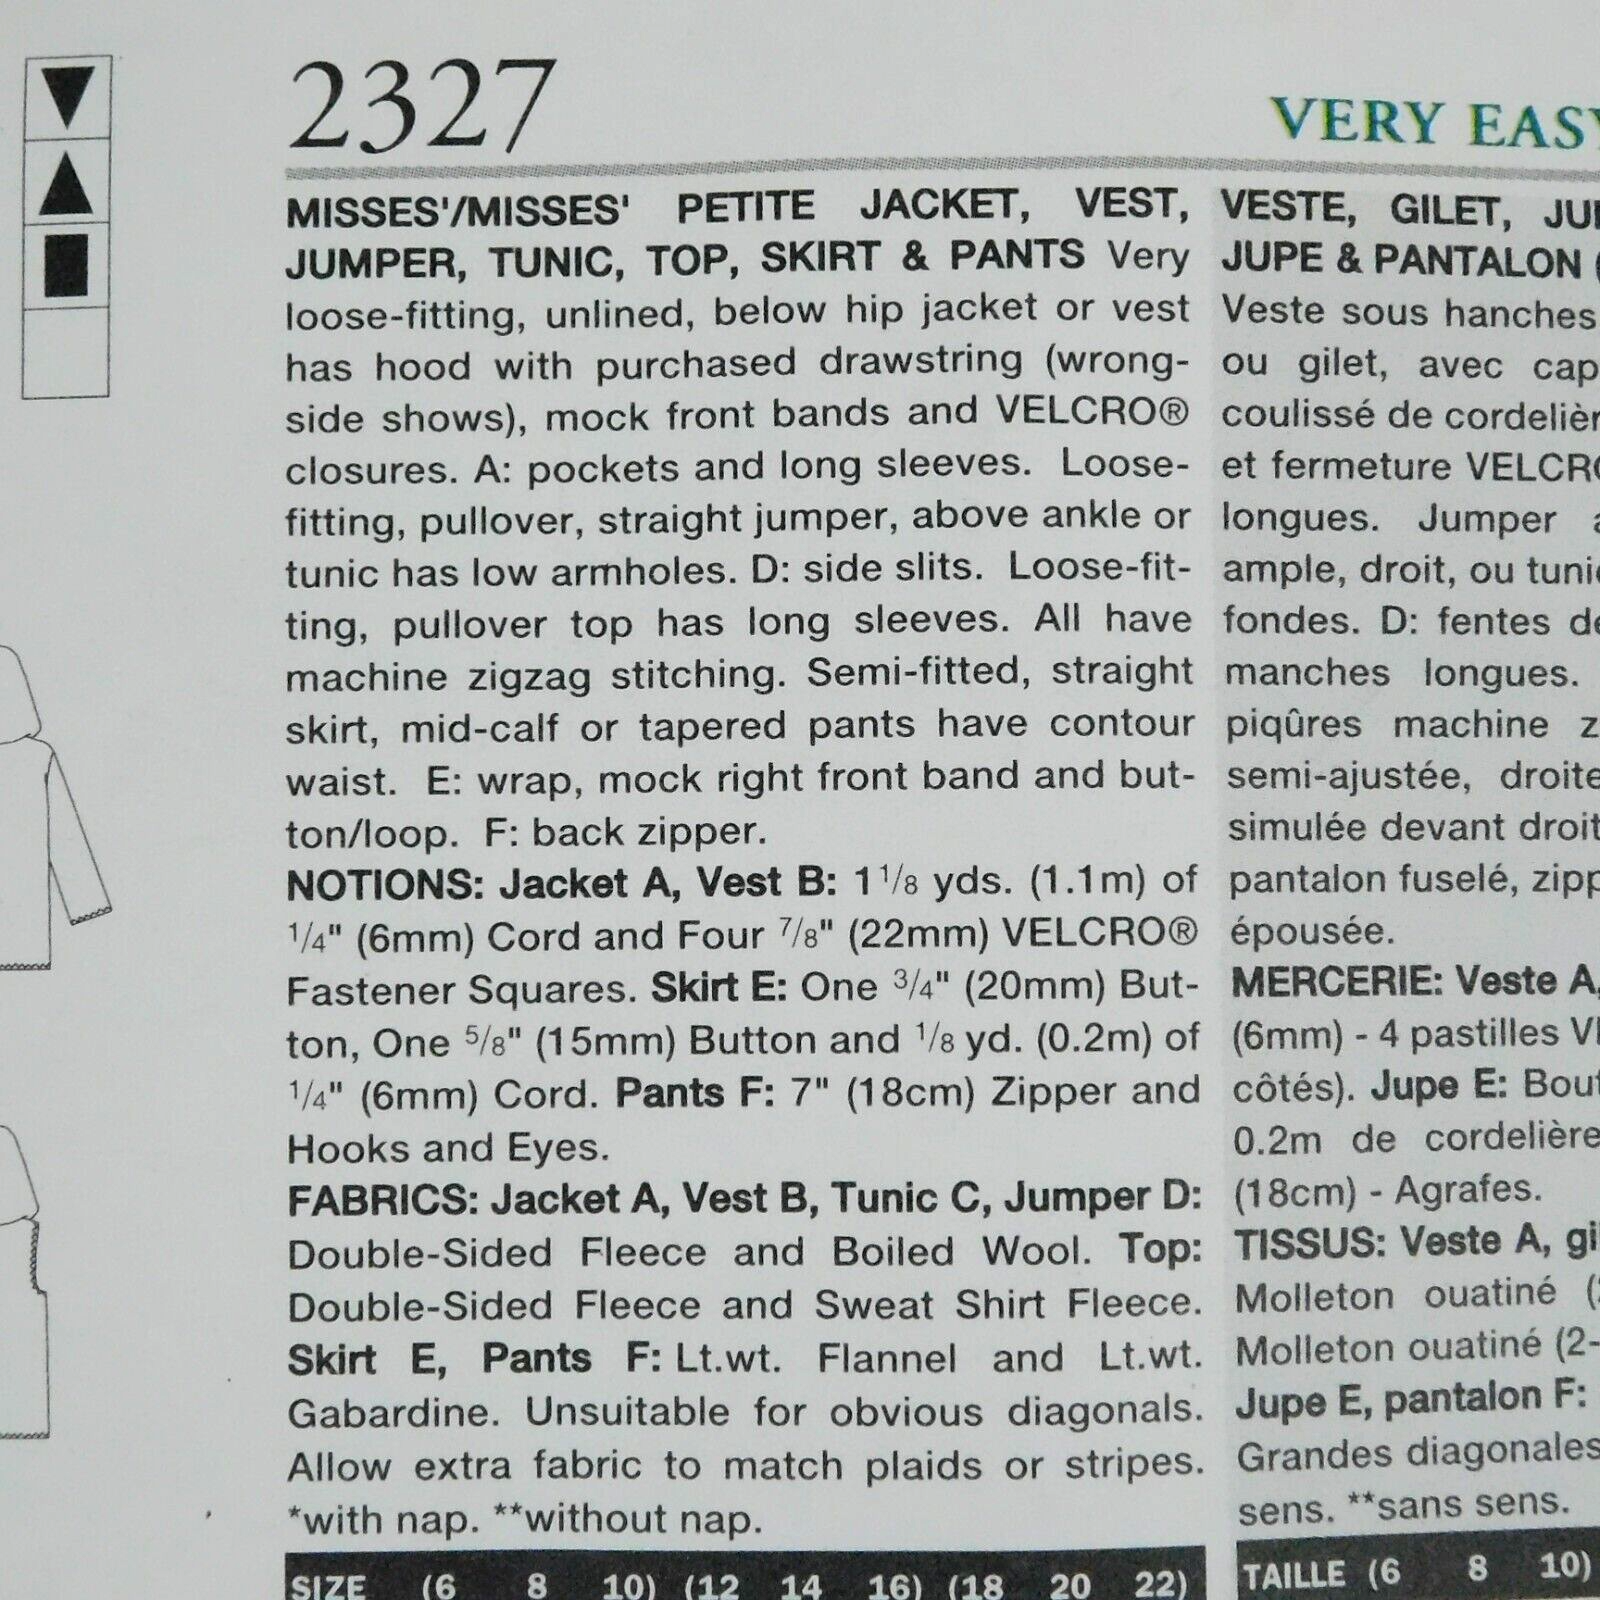 2327
VERY EASY
MISSES'/MISSES' PETITE JACKET, VEST,
JUMPER, TUNIC, TOP, SKIRT & PANTS Very
loose-fitting, unlined, below hip jacket or vest
has hood with purchased drawstring (wrong-
side shows), mock front bands and VELCRO®
closures. A: pockets and long sleeves. Loose-
fitting, pullover, straight jumper, above ankle or
tunic has low armholes. D: side slits. Loose-fit-
ting, pullover top has long sleeves. All have
machine zigzag stitching. Semi-fitted, straight
skirt, mid-calf or tapered pants have contour
waist. E: wrap, mock right front band and but-
ton/loop. F: back zipper.
NOTIONS: Jacket A, Vest B: 1 1/8 yds. (1.1m) of
1/4" (6mm) Cord and Four 7/8" (22mm) VELCRO®
Fastener Squares. Skirt E: One 3/4" (20mm) But-
ton, One 5/8" (15mm) Button and 1/8 yd. (0.2m) of
1/4" (6mm) Cord. Pants F: 7" (18cm) Zipper and
Hooks and Eyes.
FABRICS: Jacket A, Vest B, Tunic C, Jumper D:
Double-Sided Fleece and Boiled Wool. Top:
Double-Sided Fleece and Sweat Shirt Fleece.
Skirt E, Pants F: Lt.wt. Flannel and Lt.wt.
Gabardine. Unsuitable for obvious diagonals.
Allow extra fabric to match plaids or stripes.
*with nap. **without nap.
SIZE (6 8 10) (12 14 16) (18 20 22)
VESTE, GILET,
JUPE & PANTALON
Veste sous hanches
ou gilet, avec
coulissé de
et fermeture
longues. Jumper
ample, droit, ou
fondes. D: fentes
manches longues.
piqûres machine
semi-ajustée,
simulée devant
pantalon fuselé,
épousée.
MERCERIE: Veste A,
(6mm) - 4 pastilles
côtés). Jupe E:
0.2m de cordelière
(18cm) - Agrafes.
TISSUS: Veste A,
Molleton ouatiné
Molleton ouatiné (2-
Jupe E, pantalon F:
Grandes diagonales
sens. **sans sens.
TAILLE (6 8 10)